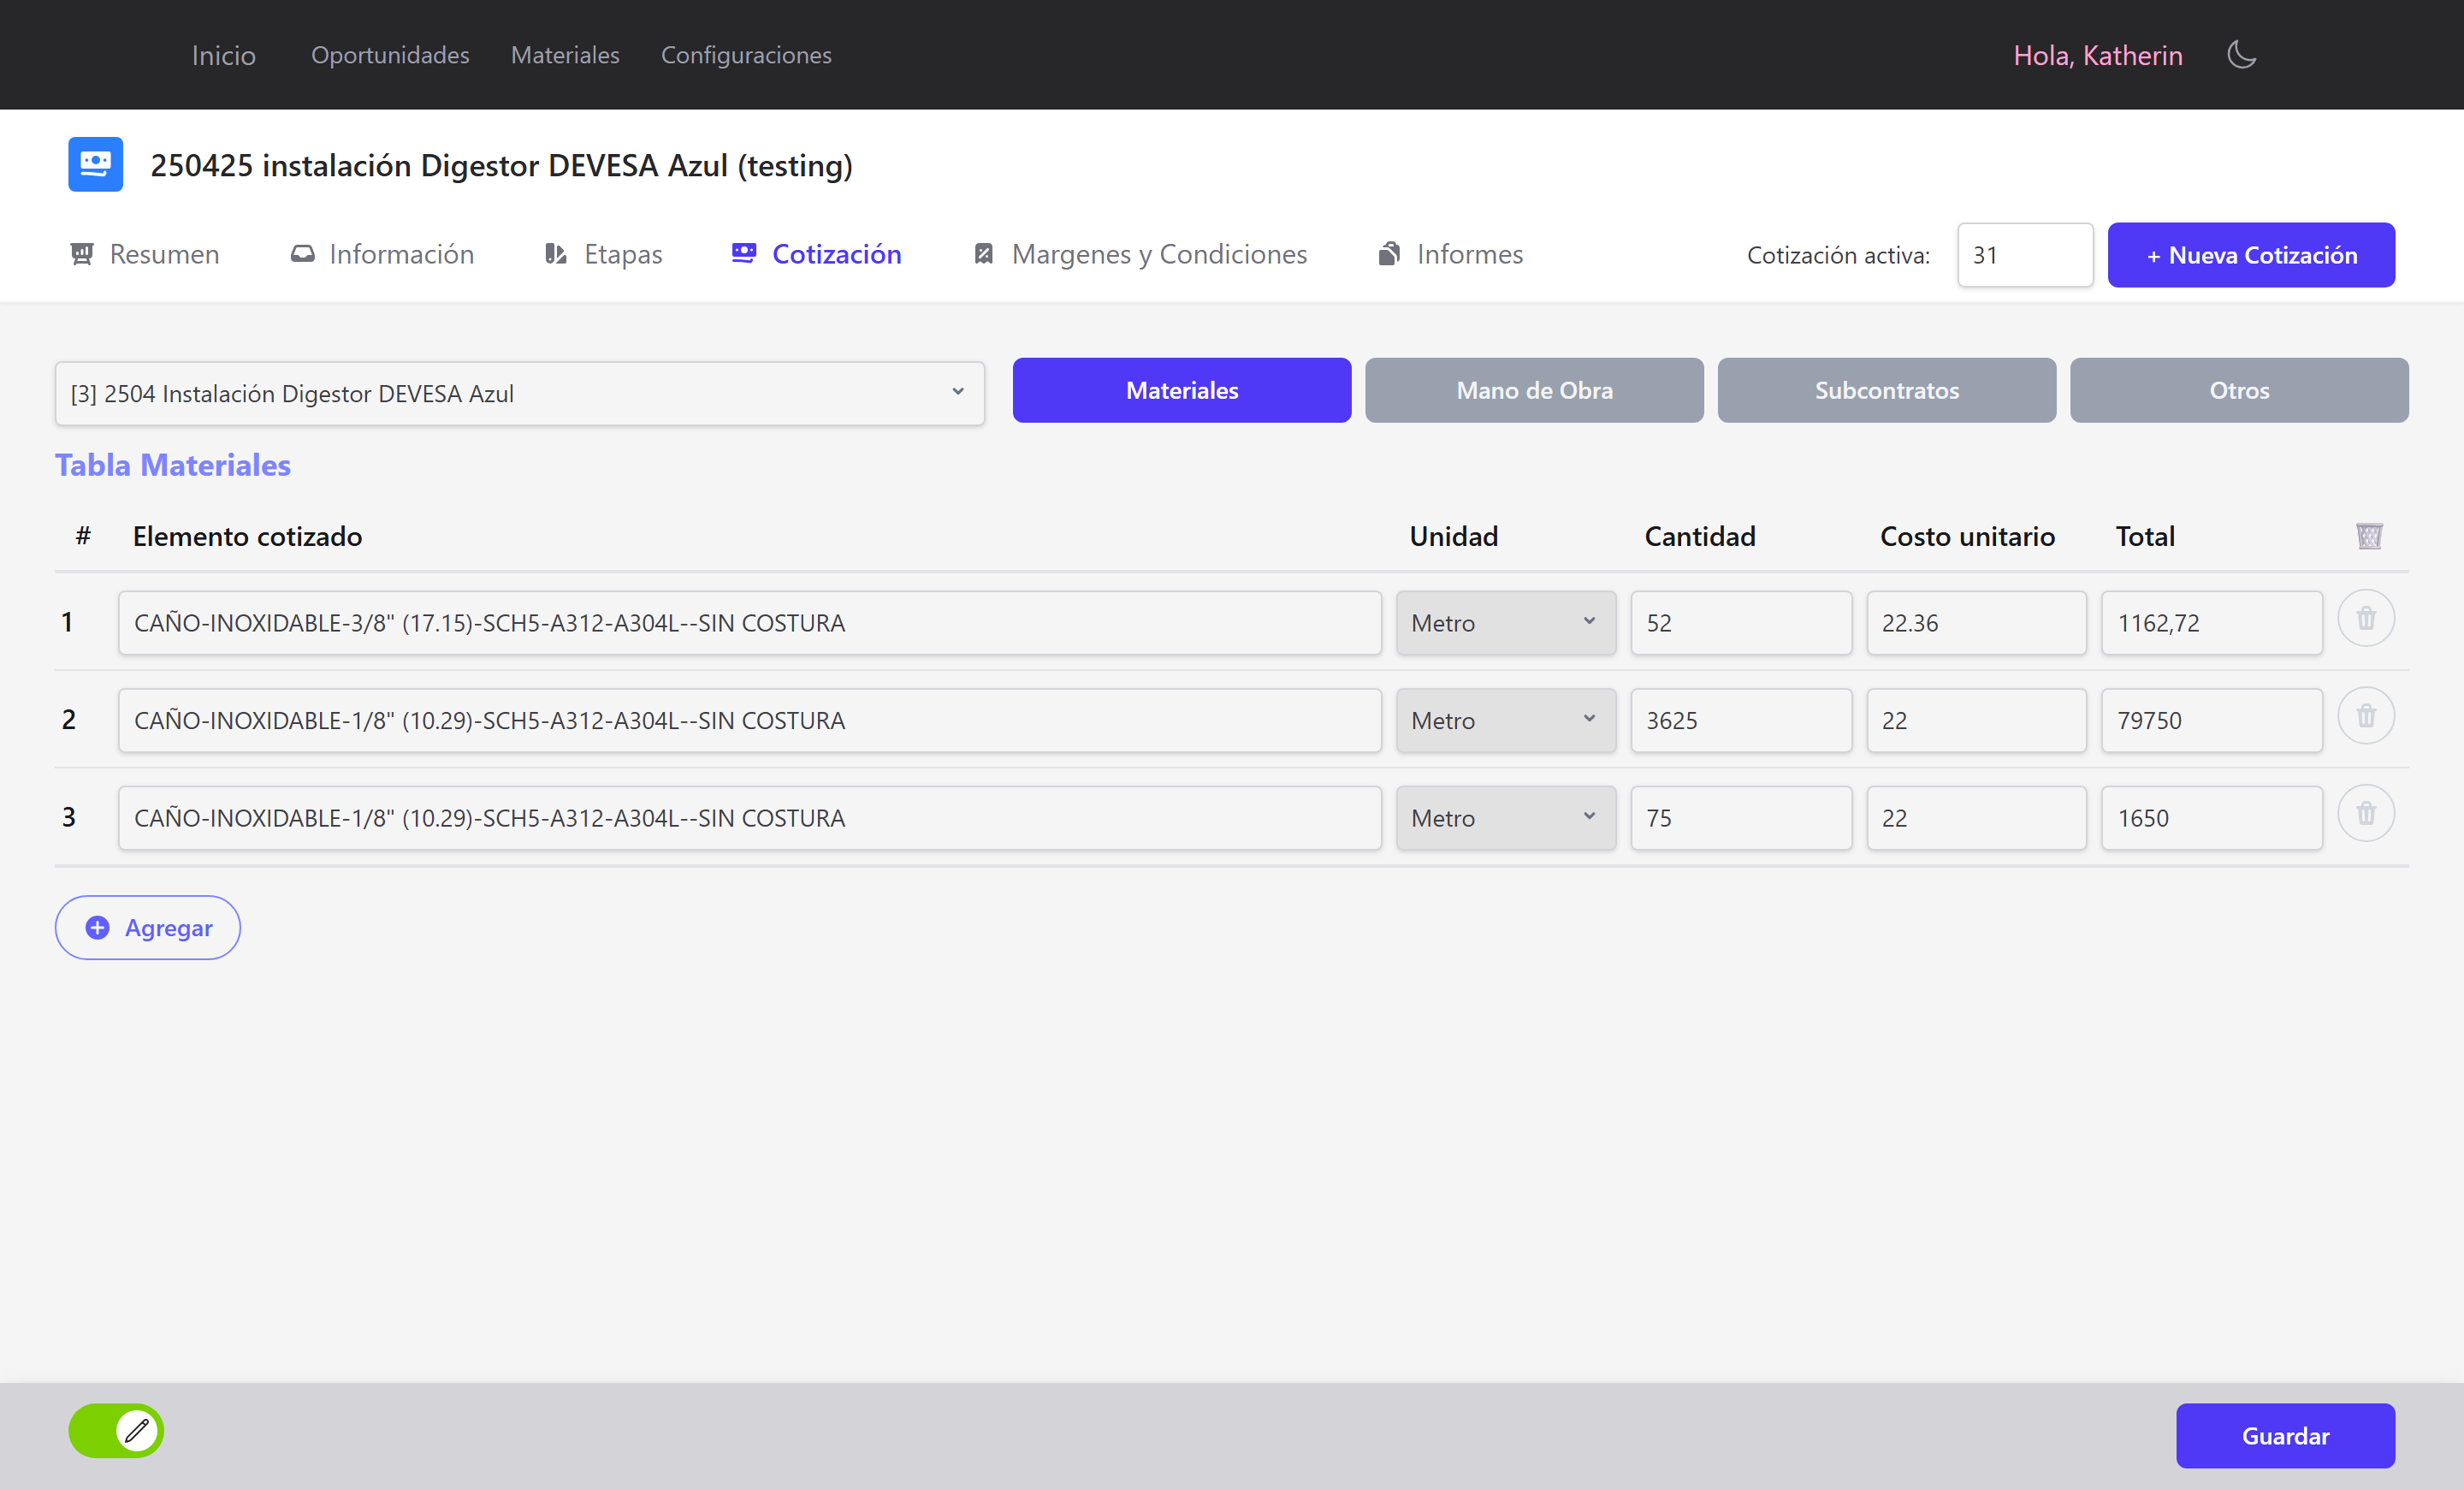 Inicio Oportunidades Materiales Configuraciones Hola, Katherin
250425 instalación Digestor DEVESA Azul (testing)
Resumen Información Etapas Cotización Margenes y Condiciones Informes Cotización activa: 31 + Nueva Cotización
[3] 2504 Instalación Digestor DEVESA Azul Materiales Mano de Obra Subcontratos Otros
Tabla Materiales
# Elemento cotizado Unidad Cantidad Costo unitario Total
1 CAÑO-INOXIDABLE-3/8" (17.15)-SCH5-A312-A304L--SIN COSTURA Metro 52 22.36 1162,72
2 CAÑO-INOXIDABLE-1/8" (10.29)-SCH5-A312-A304L--SIN COSTURA Metro 3625 22 79750
3 CAÑO-INOXIDABLE-1/8" (10.29)-SCH5-A312-A304L--SIN COSTURA Metro 75 22 1650
Agregar
Guardar